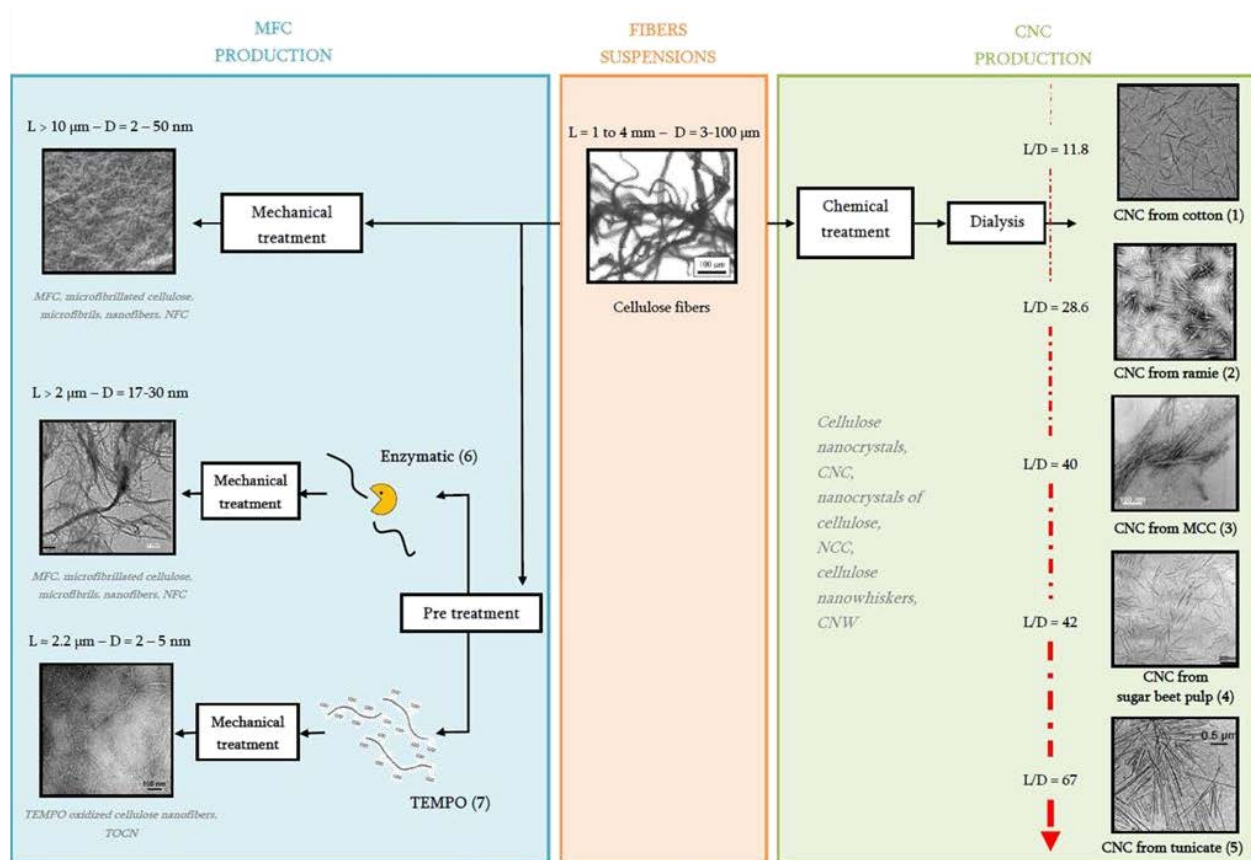 MFC
PRODUCTION
L > 10 µm – D = 2 – 50 nm
Mechanical
treatment
MFC, microfibrillated cellulose,
microfibrils, nanofibers, NFC
L > 2 µm – D = 17-30 nm
Mechanical
treatment
Enzymatic (6)
MFC, microfibrillated cellulose,
microfibrils, nanofibers, NFC
Pre treatment
L = 2.2 µm – D = 2 – 5 nm
Mechanical
treatment
100 nm
TEMPO (7)
TEMPO oxidized cellulose nanofibers,
TOCN
FIBERS
SUSPENSIONS
L = 1 to 4 mm – D = 3-100 µm
100 µm
Cellulose fibers
CNC
PRODUCTION
Chemical
treatment
Dialysis
Cellulose
nanocrystals,
CNC,
nanocrystals of
cellulose,
NCC,
cellulose
nanowhiskers,
CNW
L/D = 11.8
CNC from cotton (1)
L/D = 28.6
CNC from ramie (2)
L/D = 40
CNC from MCC (3)
L/D = 42
CNC from
sugar beet pulp (4)
L/D = 67
0.5 µm
CNC from tunicate (5)